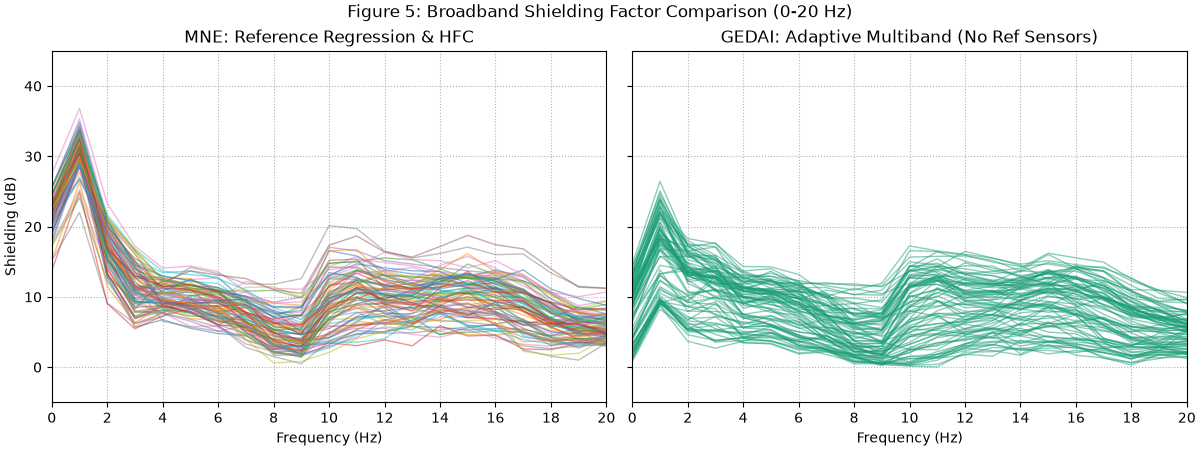 Figure 5: Broadband Shielding Factor Comparison (0-20 Hz)
MNE: Reference Regression & HFC
GEDAI: Adaptive Multiband (No Ref Sensors)
Shielding (dB)
40
30
20
10
0
0 2 4 6 8 10 12 14 16 18 20
0 2 4 6 8 10 12 14 16 18 20
Frequency (Hz)
Frequency (Hz)